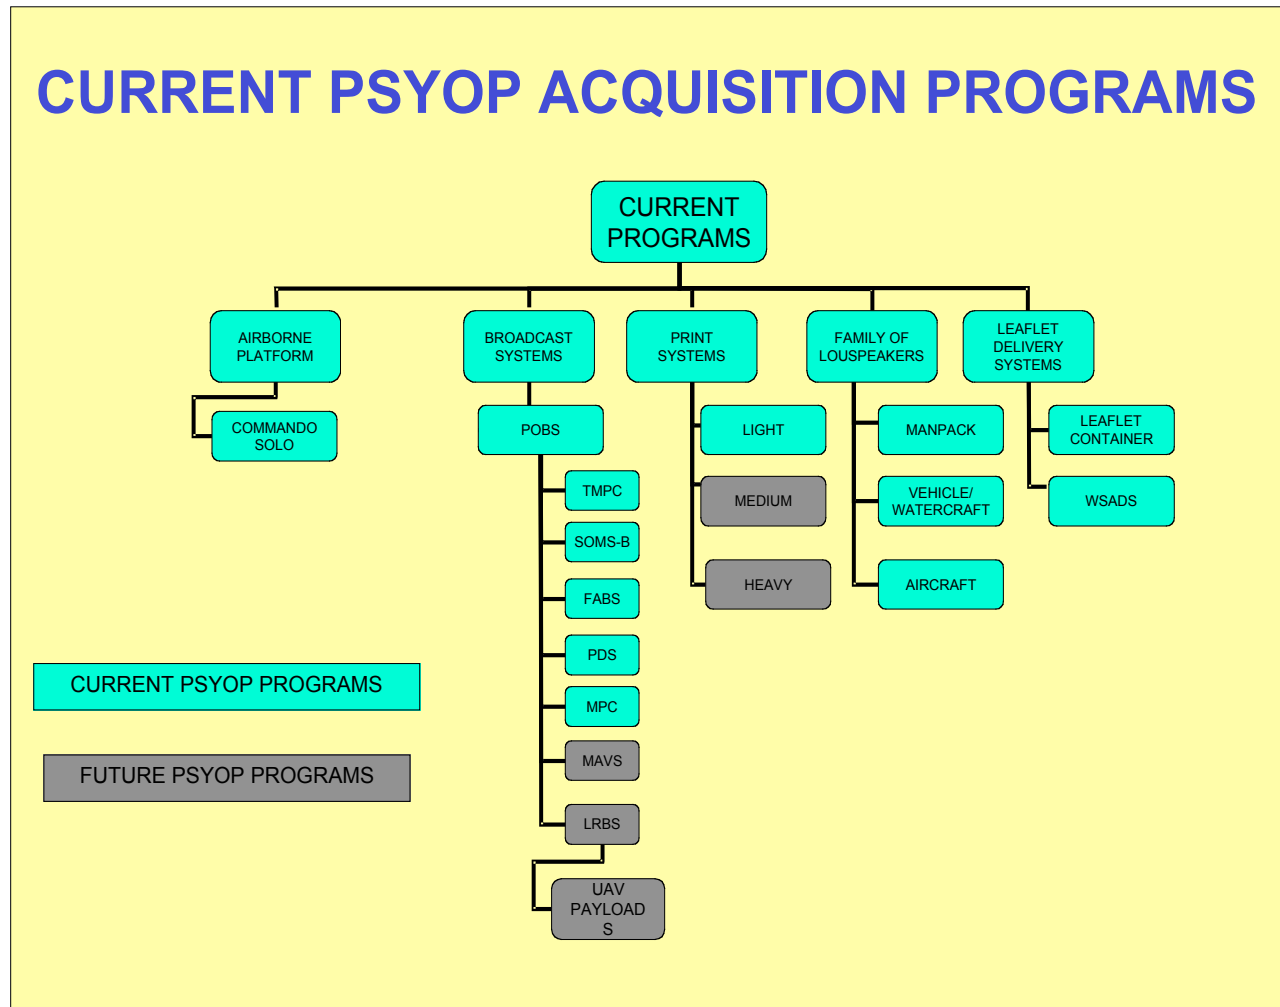 CURRENT PSYOP ACQUISITION PROGRAMS
CURRENT
PROGRAMS
AIRBORNE
PLATFORM
BROADCAST
SYSTEMS
PRINT
SYSTEMS
FAMILY OF
LOUSPEAKERS
LEAFLET
DELIVERY
SYSTEMS
COMMANDO
SOLO
POBS
LIGHT
MANPACK
LEAFLET
CONTAINER
TMPC
MEDIUM
VEHICLE/
WATERCRAFT
WSADS
SOMS-B
HEAVY
AIRCRAFT
FABS
PDS
MPC
MAVS
LRBS
UAV
PAYLOAD
S
CURRENT PSYOP PROGRAMS
FUTURE PSYOP PROGRAMS